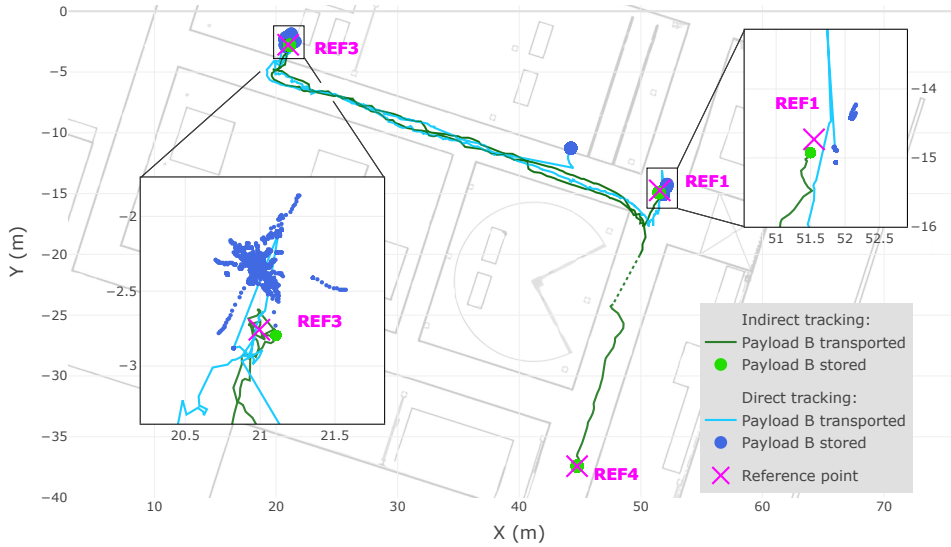 0
REF3
−5
−14
REF1
−10
−15
−15
REF1
−16
51
51.5
52
52.5
−2
−20
Y (m)
−2.5
−25
REF3
Indirect tracking:
Payload B transported
−3
Payload B stored
−30
Direct tracking:
20.5
21
21.5
Payload B transported
−35
Payload B stored
REF4
Reference point
−40
10
20
30
40
50
60
70
X (m)